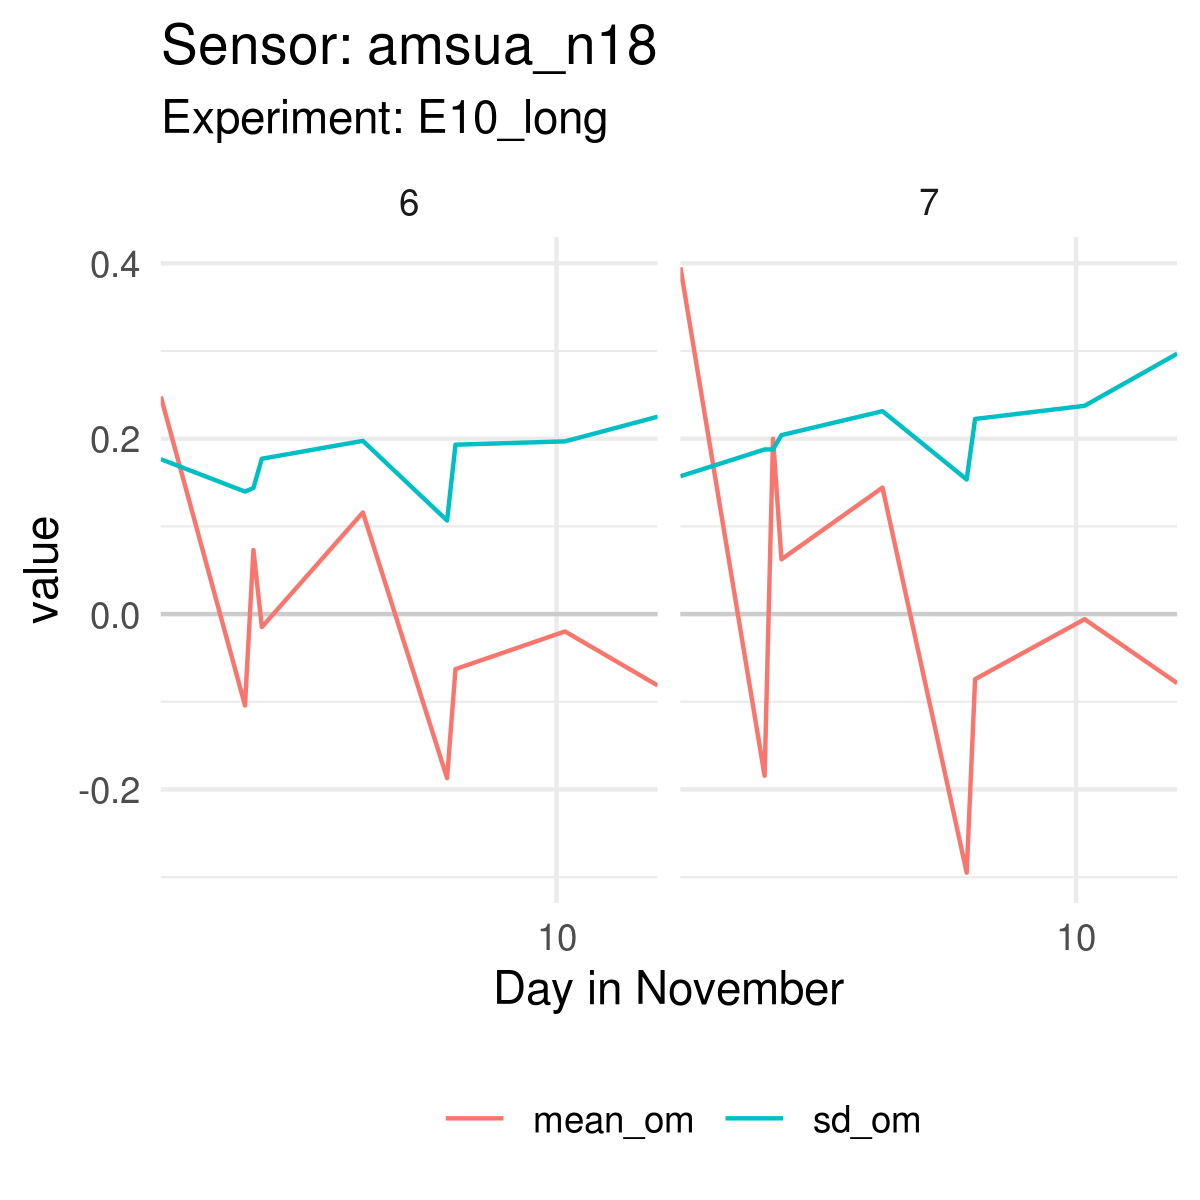 Sensor: amsua_n18
Experiment: E10_long
6 7
0.4
0.2
0.0
-0.2
value
10 10
Day in November
mean_om sd_om